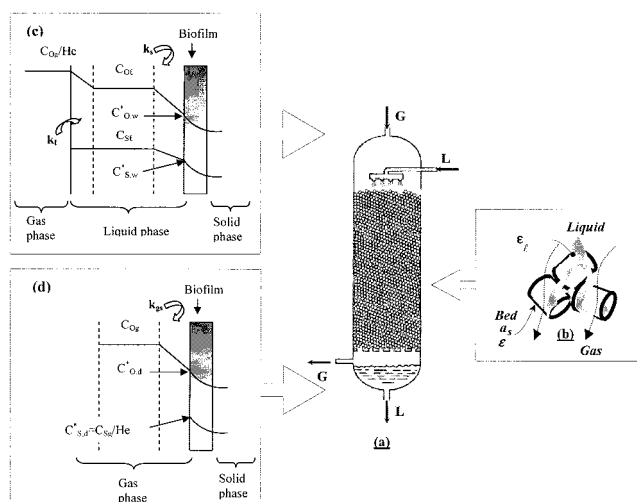 (c)
k_s
Biofilm
C_Og/He
C_Oℓ
C*_O,w
k_ℓ
C_Sℓ
C*_S,w
Gas
phase
Liquid phase
Solid
phase
(d)
k_gs
Biofilm
C_Og
C*_O,d
C*_S,d=C_Sg/He
Gas
phase
Solid
phase
G
L
G
L
(a)
Liquid
ε_ℓ
Bed
a_s
ε
(b)
Gas